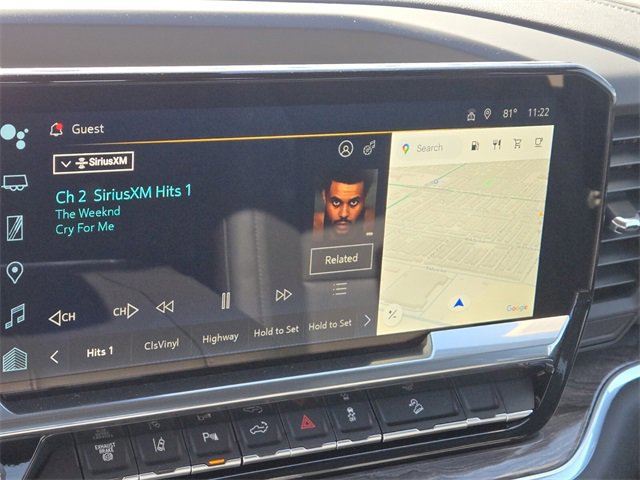 Guest
81° 11:22
SiriusXM
Search
Ch 2 SiriusXM Hits 1
The Weeknd
Cry For Me
Related
CH CH
Google
Hits 1 ClsVinyl Highway Hold to Set Hold to Set
EXHAUST
BRAKE
P